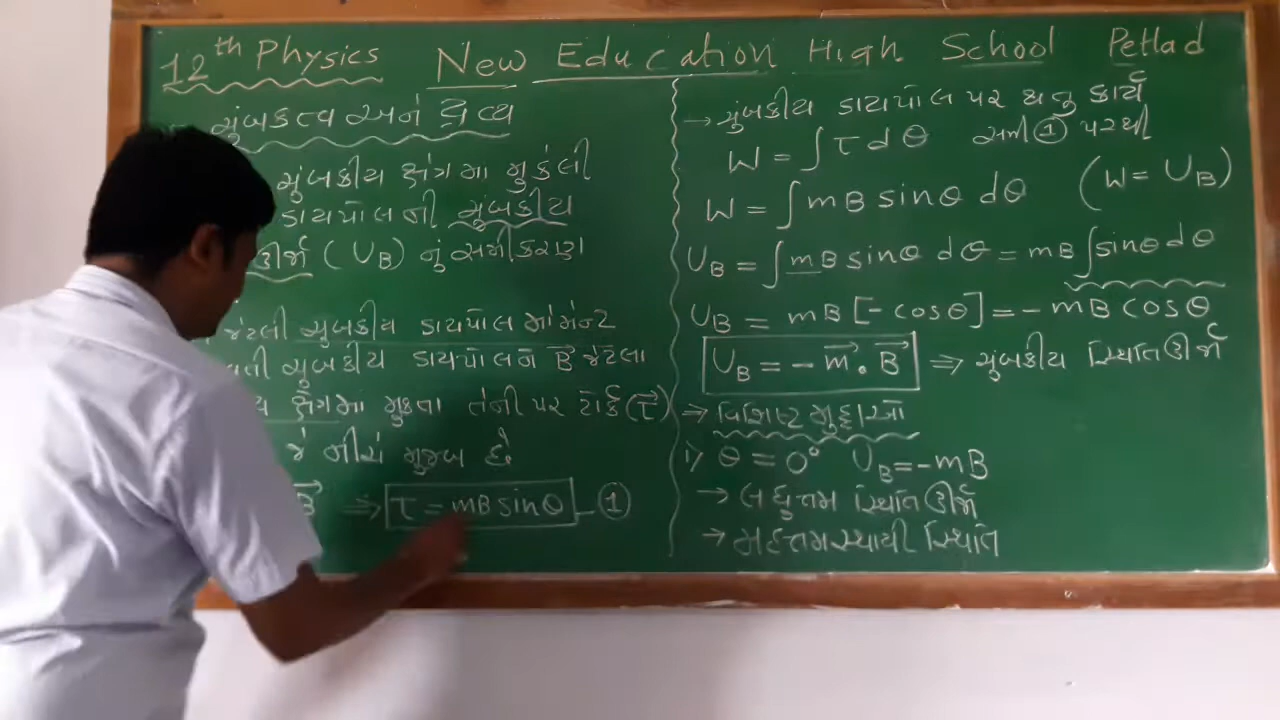 12th Physics New Education High School Petlad
ચુંબકત્વ અને દ્રવ્ય
ચુંબકીય ક્ષેત્રમા મુકેલી
ડાયપોલની ચુંબકીય
ઊર્જા (UB) નું સમીકરણ
જેટલી ચુંબકીય ડાયપોલ મોમેન્ટ
ચુંબકીય ડાયપોલને B⃗ જેટલા
ક્ષેત્રમા મુકતા તેની પર ટોર્ક (τ⃗)
જે નીચે મુજબ છે
B⃗ ⇒ τ = mB sinθ — ①
→ ચુંબકીય ડાયપોલ પર થતુ કાર્ય
W = ∫ τ dθ સમી ① પરથી
W = ∫ mB sinθ dθ (W = UB)
UB = ∫ mB sinθ dθ = mB ∫ sinθ dθ
UB = mB [-cosθ] = - mB cosθ
UB = - m⃗ • B⃗ ⇒ ચુંબકીય સ્થિતિઊર્જા
⇒ વિશિષ્ટ મુદ્દાઓ
1) θ = 0° UB = -mB
→ લઘુત્તમ સ્થિતિઊર્જા
→ મહત્તમ સ્થાયી સ્થિતિ